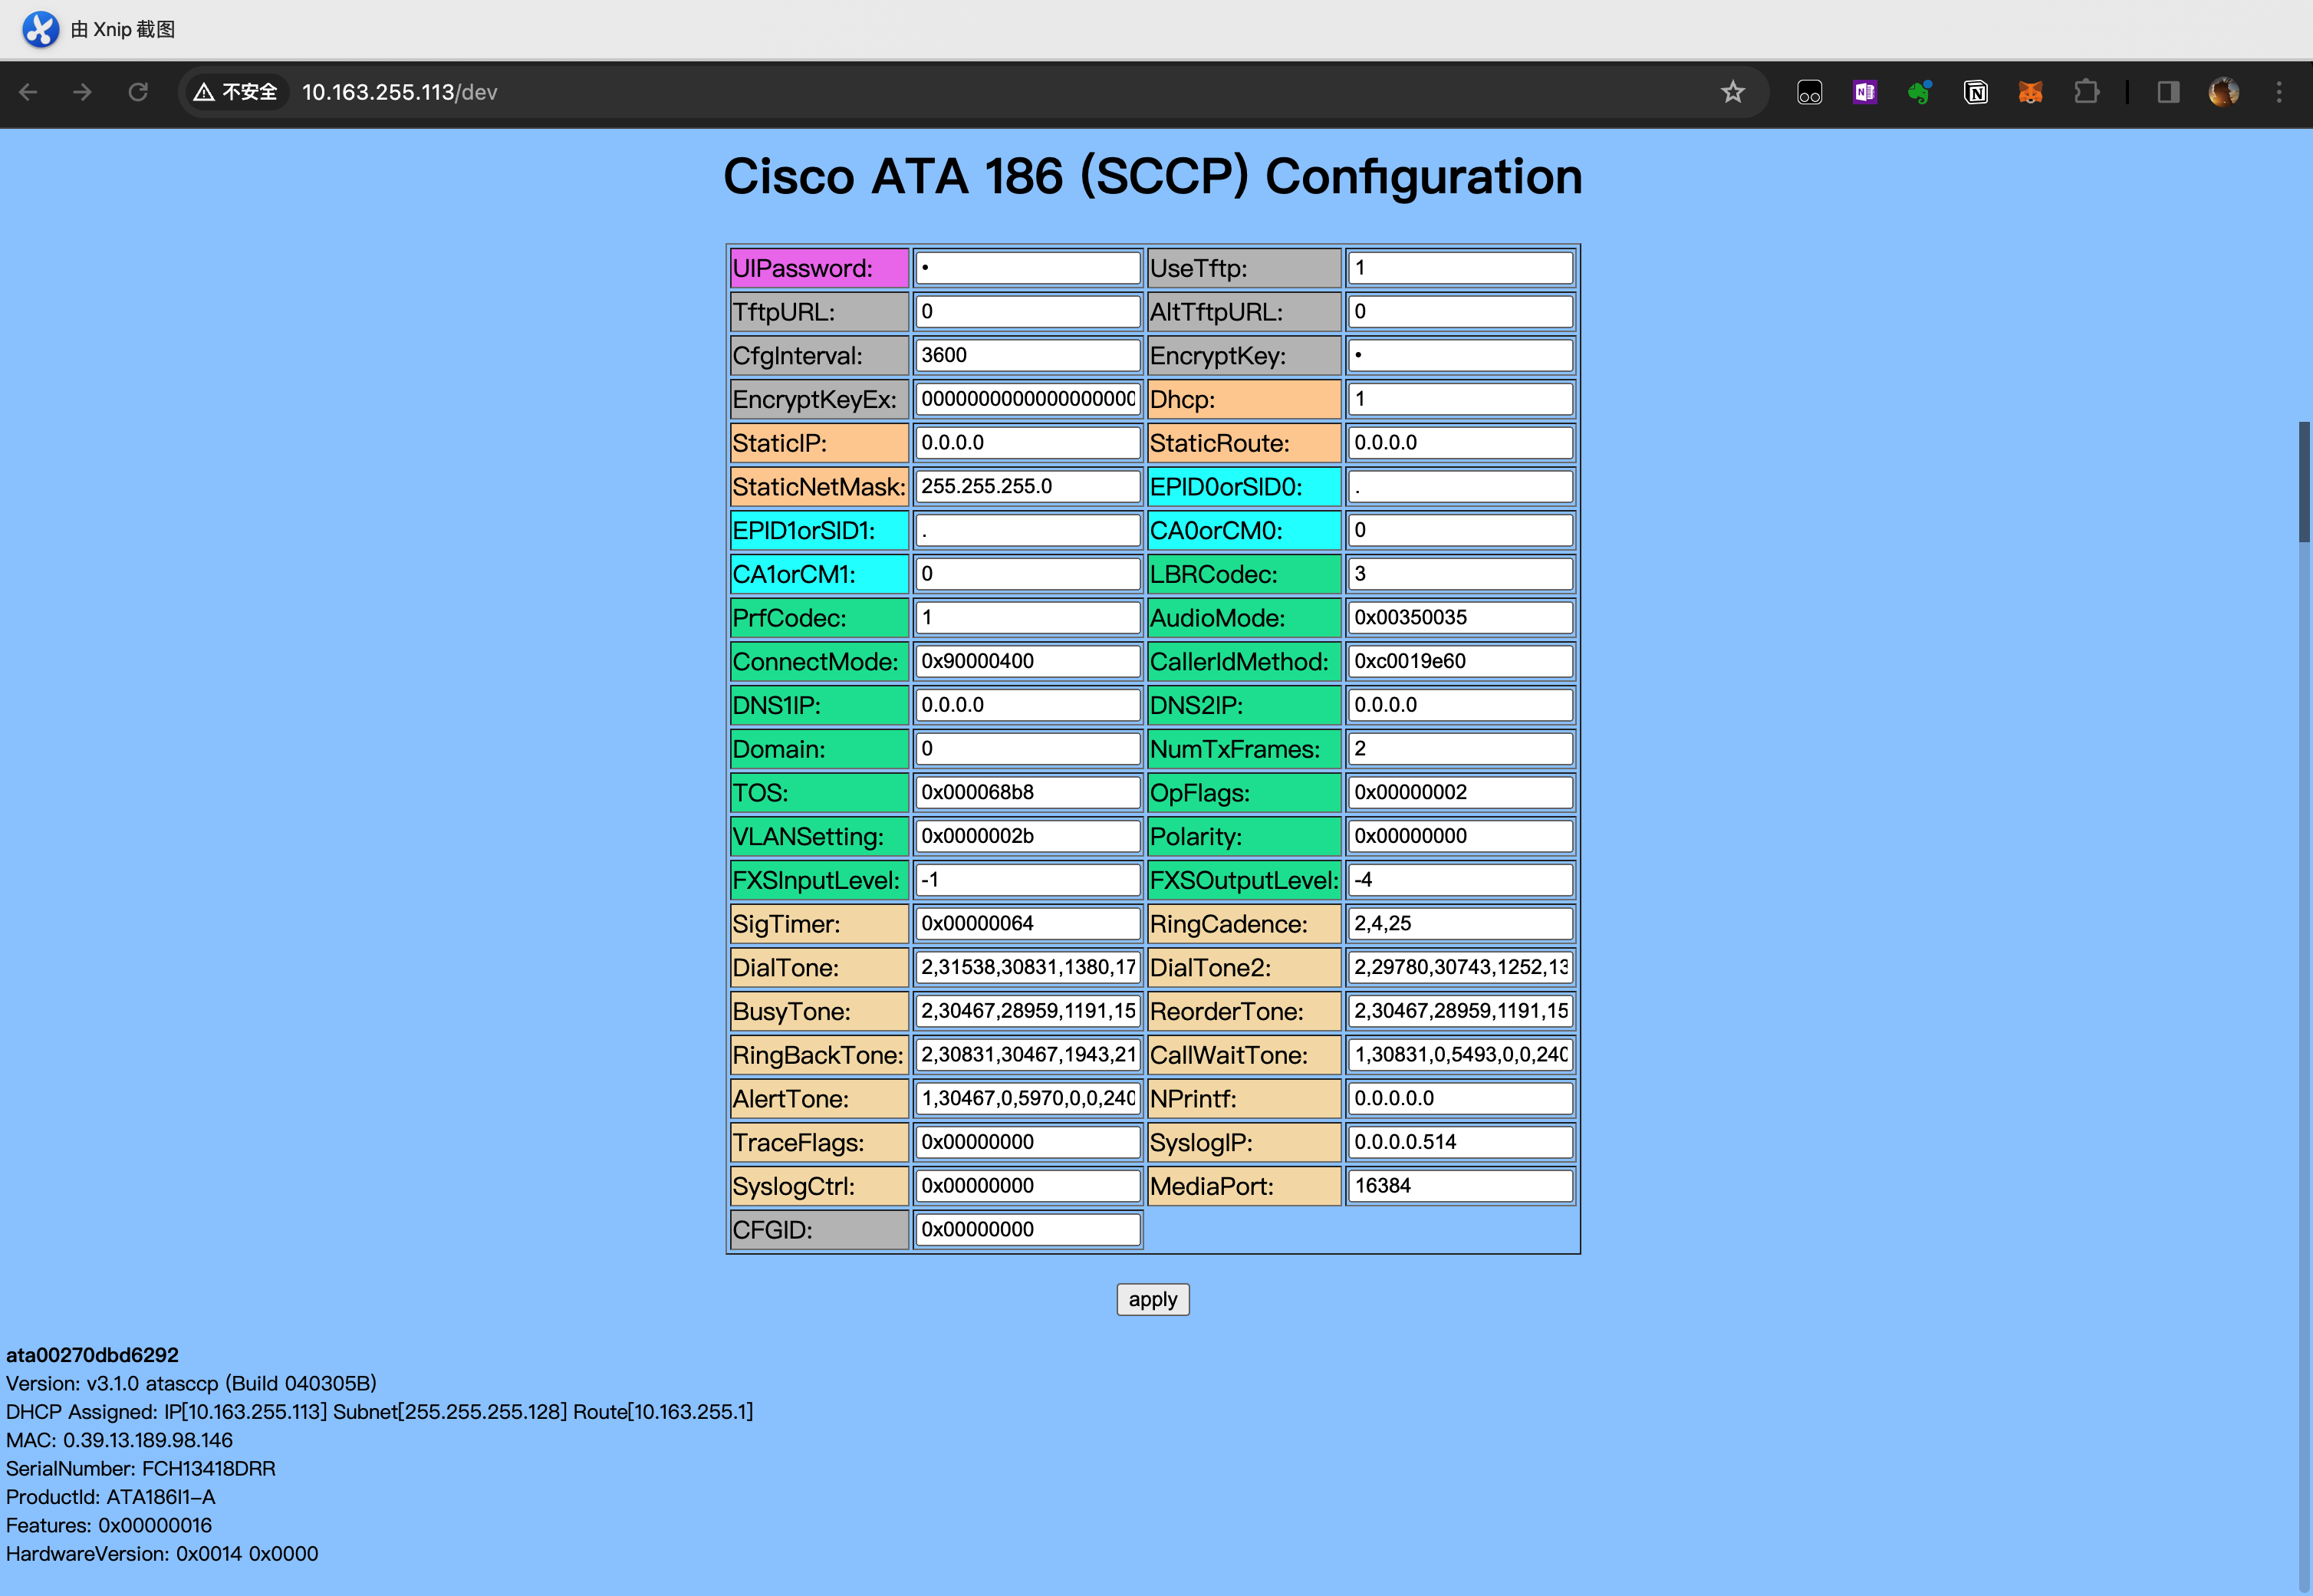 由 Xnip 截图
不安全 10.163.255.113/dev
Cisco ATA 186 (SCCP) Configuration
UIPassword: • UseTftp: 1
TftpURL: 0 AltTftpURL: 0
CfgInterval: 3600 EncryptKey: •
EncryptKeyEx: 00000000000000000000 Dhcp: 1
StaticIP: 0.0.0.0 StaticRoute: 0.0.0.0
StaticNetMask: 255.255.255.0 EPID0orSID0: .
EPID1orSID1: . CA0orCM0: 0
CA1orCM1: 0 LBRCodec: 3
PrfCodec: 1 AudioMode: 0x00350035
ConnectMode: 0x90000400 CallerIdMethod: 0xc0019e60
DNS1IP: 0.0.0.0 DNS2IP: 0.0.0.0
Domain: 0 NumTxFrames: 2
TOS: 0x000068b8 OpFlags: 0x00000002
VLANSetting: 0x0000002b Polarity: 0x00000000
FXSInputLevel: -1 FXSOutputLevel: -4
SigTimer: 0x00000064 RingCadence: 2,4,25
DialTone: 2,31538,30831,1380,17 DialTone2: 2,29780,30743,1252,13
BusyTone: 2,30467,28959,1191,15 ReorderTone: 2,30467,28959,1191,15
RingBackTone: 2,30831,30467,1943,21 CallWaitTone: 1,30831,0,5493,0,0,240
AlertTone: 1,30467,0,5970,0,0,240 NPrintf: 0.0.0.0.0
TraceFlags: 0x00000000 SyslogIP: 0.0.0.0.514
SyslogCtrl: 0x00000000 MediaPort: 16384
CFGID: 0x00000000
apply
ata00270dbd6292
Version: v3.1.0 atasccp (Build 040305B)
DHCP Assigned: IP[10.163.255.113] Subnet[255.255.255.128] Route[10.163.255.1]
MAC: 0.39.13.189.98.146
SerialNumber: FCH13418DRR
ProductId: ATA186I1-A
Features: 0x00000016
HardwareVersion: 0x0014 0x0000